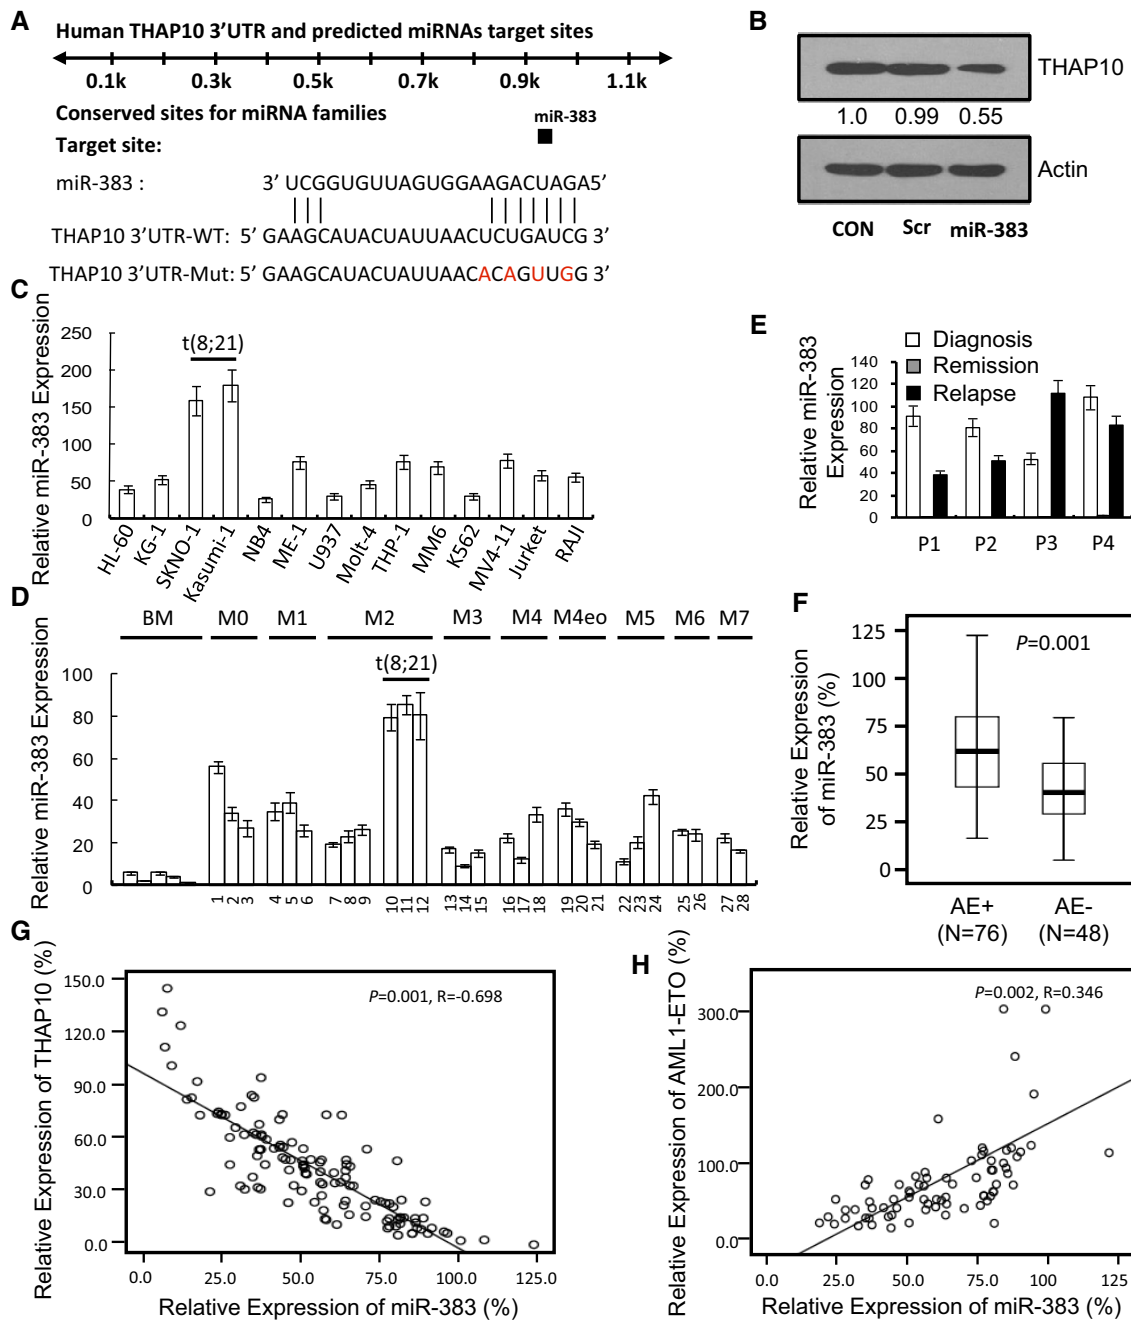 A
Human THAP10 3’UTR and predicted miRNAs target sites
0.1k 0.3k 0.5k 0.7k 0.9k 1.1k
Conserved sites for miRNA families
miR-383
Target site:
miR-383 : 3’ UCGGUGUUAGUGGAAGACUAGA5’
THAP10 3’UTR-WT: 5’ GAAGCAUACUAUUAACUCUGAUCG 3’
THAP10 3’UTR-Mut: 5’ GAAGCAUACUAUUAACACAGUUGG 3’
B
THAP10
1.0 0.99 0.55
Actin
CON Scr miR-383
C
Relative miR-383 Expression
250
200
150
100
50
0
t(8;21)
HL-60 KG-1 SKNO-1 Kasumi-1 NB4 ME-1 U937 Molt-4 THP-1 MM6 K562 MV4-11 Jurket RAJI
E
Relative miR-383
Expression
Diagnosis
Remission
Relapse
140
120
100
80
60
40
20
0
P1 P2 P3 P4
D
Relative miR-383 Expression
BM M0 M1 M2 M3 M4 M4eo M5 M6 M7
t(8;21)
100
80
60
40
20
0
1 2 3 4 5 6 7 8 9 10 11 12 13 14 15 16 17 18 19 20 21 22 23 24 25 26 27 28
F
Relative Expression
of miR-383 (%)
P=0.001
125
100
75
50
25
0
AE+ AE-
(N=76) (N=48)
G
Relative Expression of THAP10 (%)
P=0.001, R=-0.698
150.0
120.0
90.0
60.0
30.0
0.0
0.0 25.0 50.0 75.0 100.0 125.0
Relative Expression of miR-383 (%)
H
Relative Expression of AML1-ETO (%)
P=0.002, R=0.346
300.0
200.0
100.0
0.0
0.0 25.0 50.0 75.0 100 125
Relative Expression of miR-383 (%)